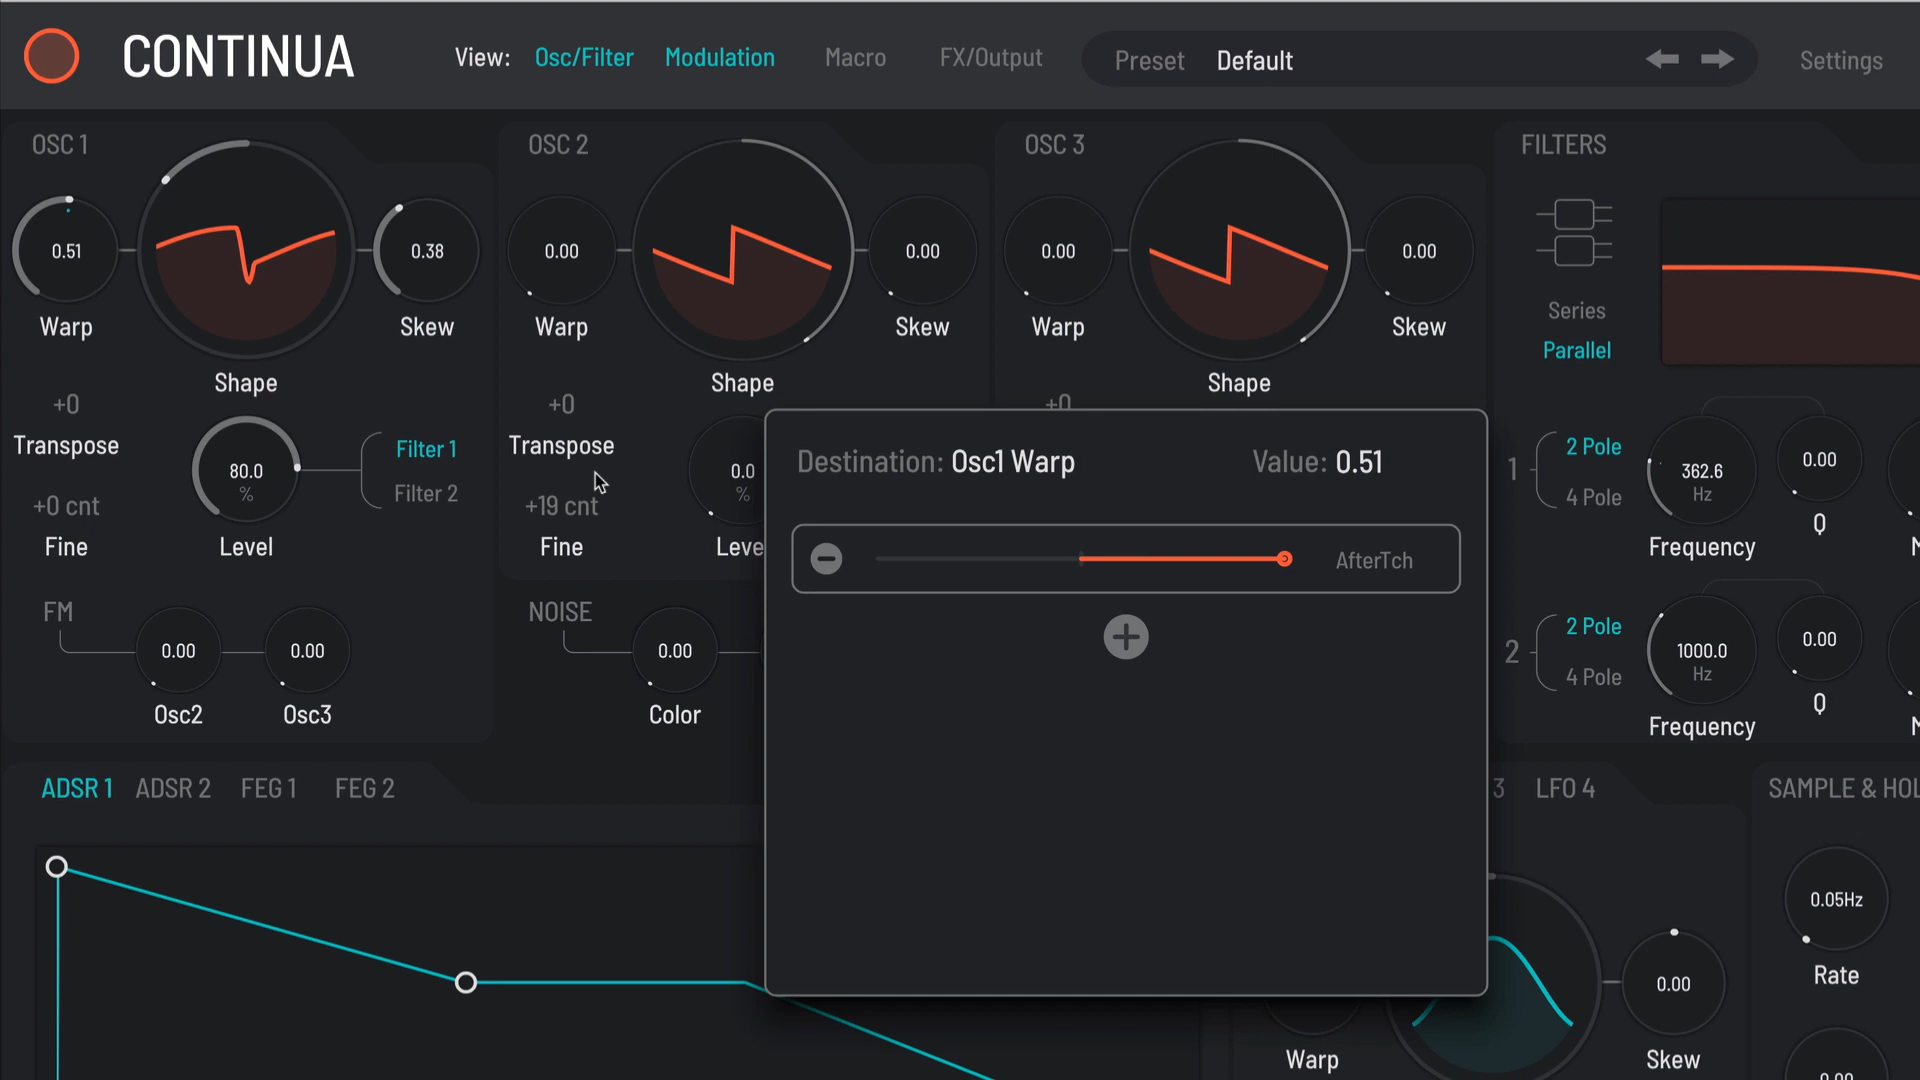 CONTINUA
View: Osc/Filter Modulation Macro FX/Output
Preset Default
Settings
OSC 1
0.51
Warp
0.38
Skew
Shape
+0
Transpose
+0 cnt
Fine
80.0
%
Level
Filter 1
Filter 2
FM
0.00
Osc2
0.00
Osc3
OSC 2
0.00
Warp
0.00
Skew
Shape
+0
Transpose
+19 cnt
Fine
0.0
%
Leve
NOISE
0.00
Color
OSC 3
0.00
Warp
0.00
Skew
Shape
+0
Destination: Osc1 Warp
Value: 0.51
AfterTch
FILTERS
Series
Parallel
1
2 Pole
4 Pole
362.6
Hz
Frequency
0.00
Q
2
2 Pole
4 Pole
1000.0
Hz
Frequency
0.00
Q
ADSR 1 ADSR 2 FEG 1 FEG 2
3 LFO 4
Warp
0.00
Skew
SAMPLE & HOL
0.05Hz
Rate